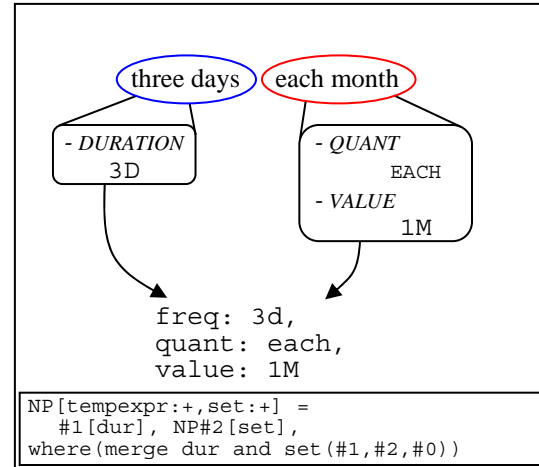 three days each month
- DURATION
3D
- QUANT
EACH
- VALUE
1M
freq: 3d,
quant: each,
value: 1M
NP[tempexpr:+,set:+] =
#1[dur], NP#2[set],
where(merge dur and set(#1,#2,#0))